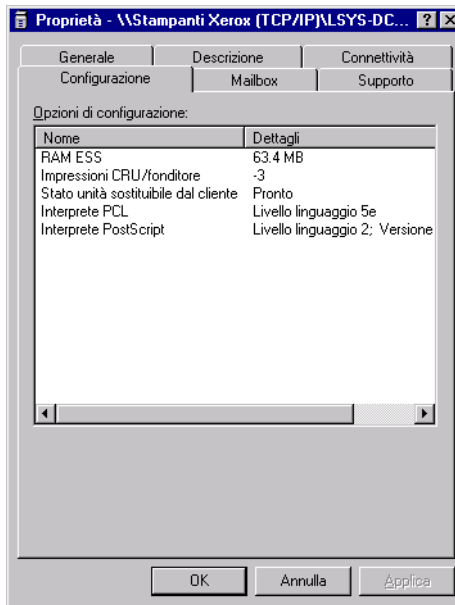 Proprietà - \\Stampanti Xerox (TCP/IP)\LSYS-DC...
Generale Descrizione Connettività
Configurazione Mailbox Supporto
Opzioni di configurazione:
Nome Dettagli
RAM ESS 63.4 MB
Impressioni CRU/fonditore -3
Stato unità sostituibile dal cliente Pronto
Interprete PCL Livello linguaggio 5e
Interprete PostScript Livello linguaggio 2; Versione
OK Annulla Applica